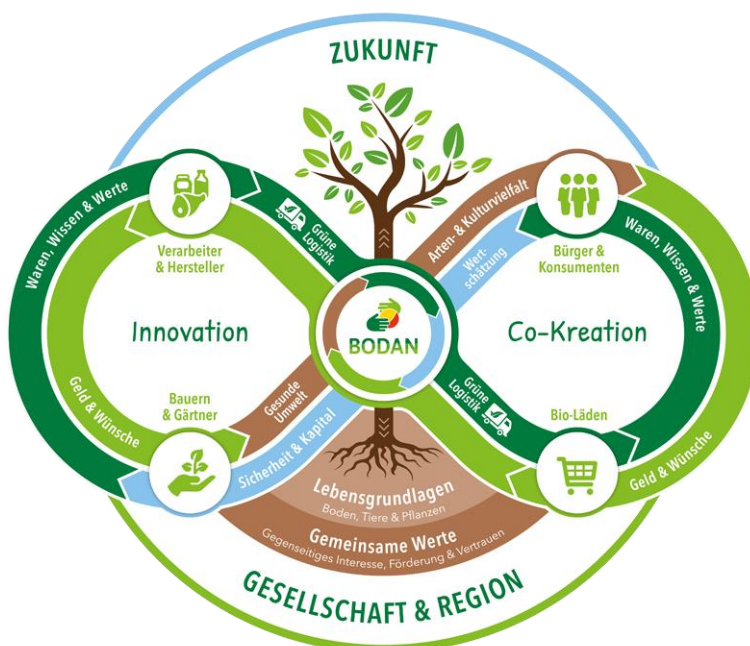 ZUKUNFT
Waren, Wissen & Werte
Verarbeiter
& Hersteller
Grüne
Logistik
Arten- & Kulturvielfalt
Wert-
schätzung
Bürger &
Konsumenten
Waren, Wissen & Werte
Innovation
BODAN
Co-Kreation
Geld & Wünsche
Bauern
& Gärtner
Gesunde
Umwelt
Sicherheit & Kapital
Grüne
Logistik
Bio-Läden
Geld & Wünsche
Lebensgrundlagen
Boden, Tiere & Pflanzen
Gemeinsame Werte
Gegenseitiges Interesse, Förderung & Vertrauen
GESELLSCHAFT & REGION